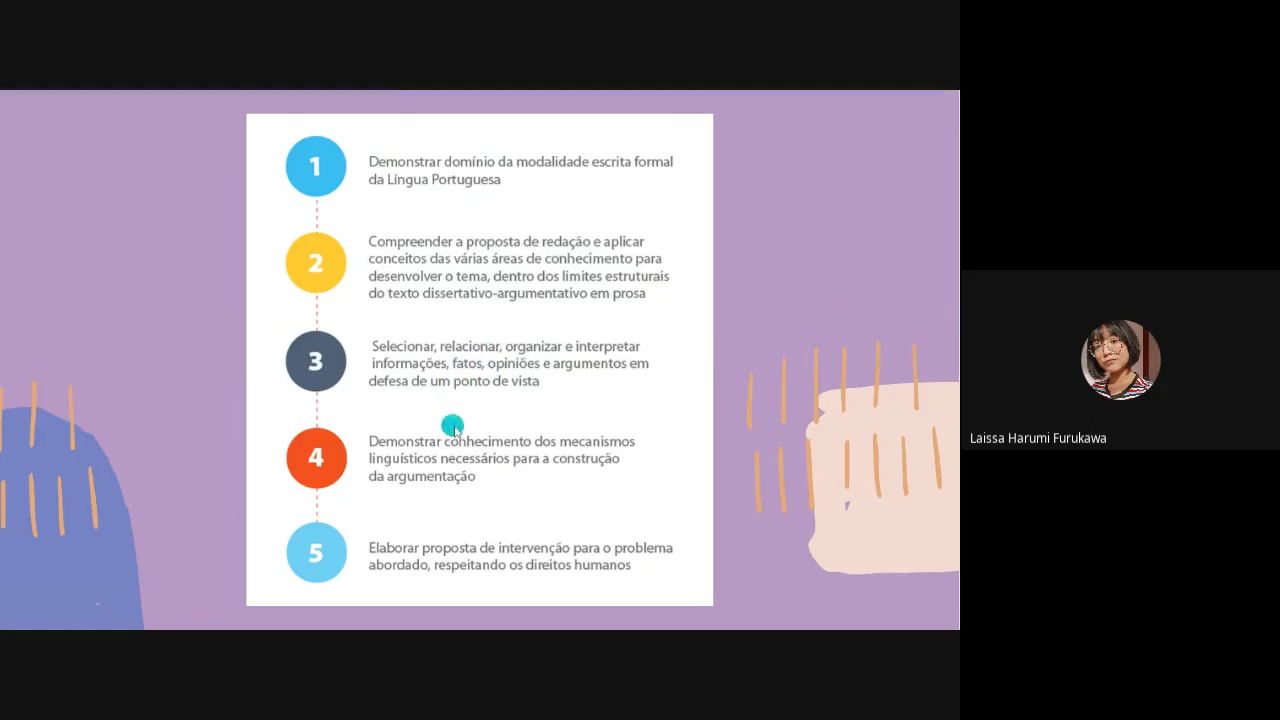 1
Demonstrar domínio da modalidade escrita formal
da Língua Portuguesa
2
Compreender a proposta de redação e aplicar
conceitos das várias áreas de conhecimento para
desenvolver o tema, dentro dos limites estruturais
do texto dissertativo-argumentativo em prosa
3
Selecionar, relacionar, organizar e interpretar
informações, fatos, opiniões e argumentos em
defesa de um ponto de vista
4
Demonstrar conhecimento dos mecanismos
linguísticos necessários para a construção
da argumentação
5
Elaborar proposta de intervenção para o problema
abordado, respeitando os direitos humanos
Laissa Harumi Furukawa